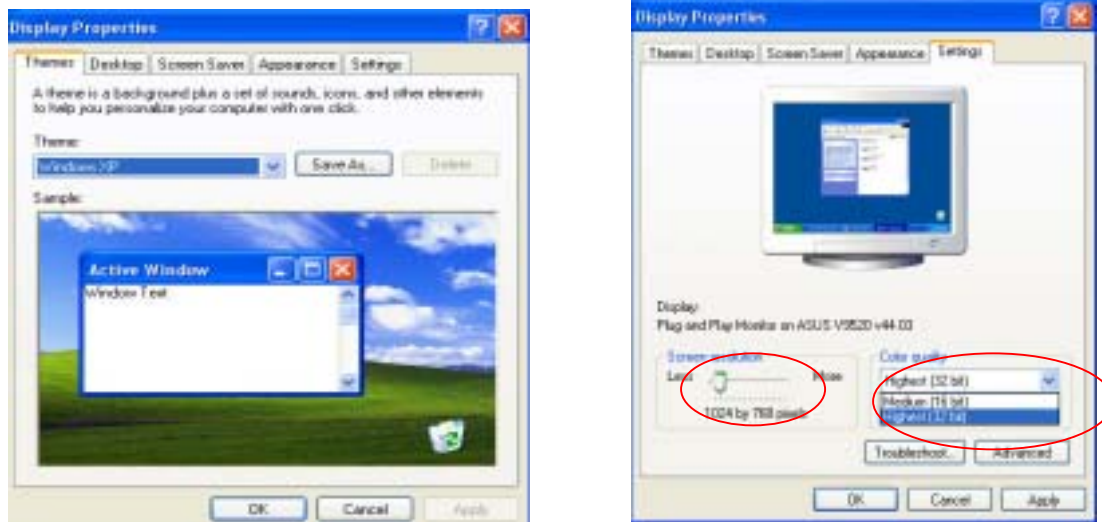 Display Properties
Themes Desktop Screen Saver Appearance Settings
A theme is a background plus a set of sounds, icons, and other elements
to help you personalize your computer with one click.
Theme:
Windows XP Save As... Delete
Sample:
Active Window
Window Text
OK Cancel Apply
Display Properties
Themes Desktop Screen Saver Appearance Settings
Display:
Plug and Play Monitor on ASUS V9520 v44.03
Screen resolution
Less More
1024 by 768 pixels
Color quality
Highest (32 bit)
Medium (16 bit)
Highest (32 bit)
Troubleshoot... Advanced
OK Cancel Apply